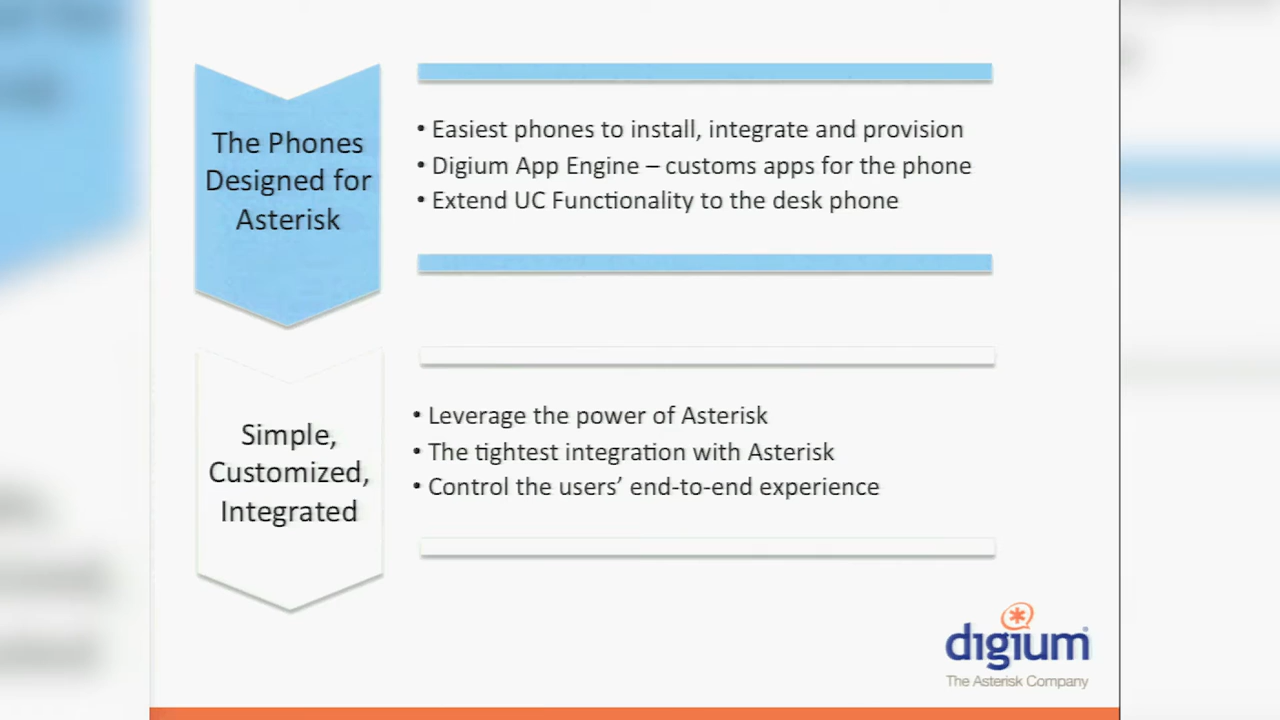 The Phones
Designed for
Asterisk
• Easiest phones to install, integrate and provision
• Digium App Engine – customs apps for the phone
• Extend UC Functionality to the desk phone
Simple,
Customized,
Integrated
• Leverage the power of Asterisk
• The tightest integration with Asterisk
• Control the users’ end-to-end experience
digium
The Asterisk Company